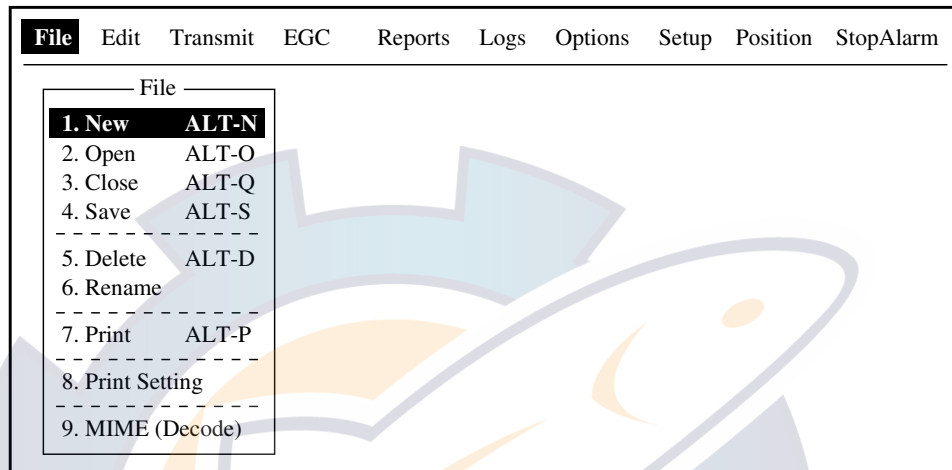 File Edit Transmit EGC Reports Logs Options Setup Position StopAlarm
File
1. New ALT-N
2. Open ALT-O
3. Close ALT-Q
4. Save ALT-S
5. Delete ALT-D
6. Rename
7. Print ALT-P
8. Print Setting
9. MIME (Decode)